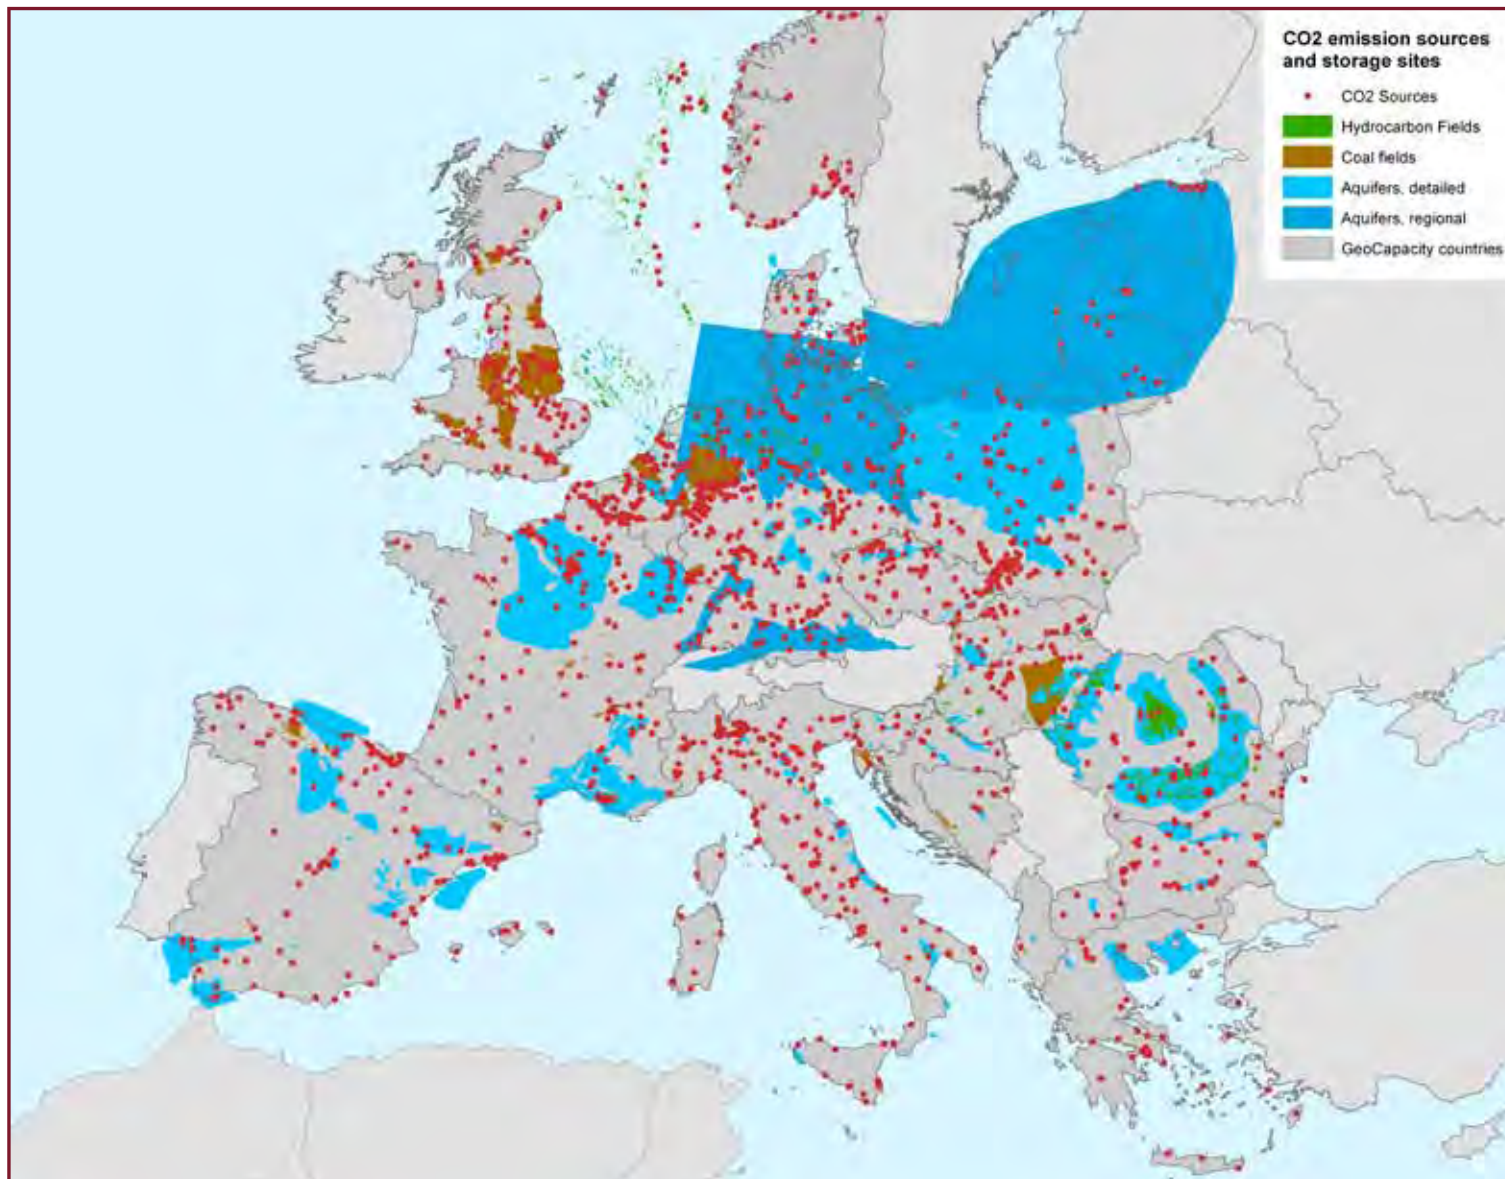 CO2 emission sources
and storage sites
CO2 Sources
Hydrocarbon Fields
Coal fields
Aquifers, detailed
Aquifers, regional
GeoCapacity countries